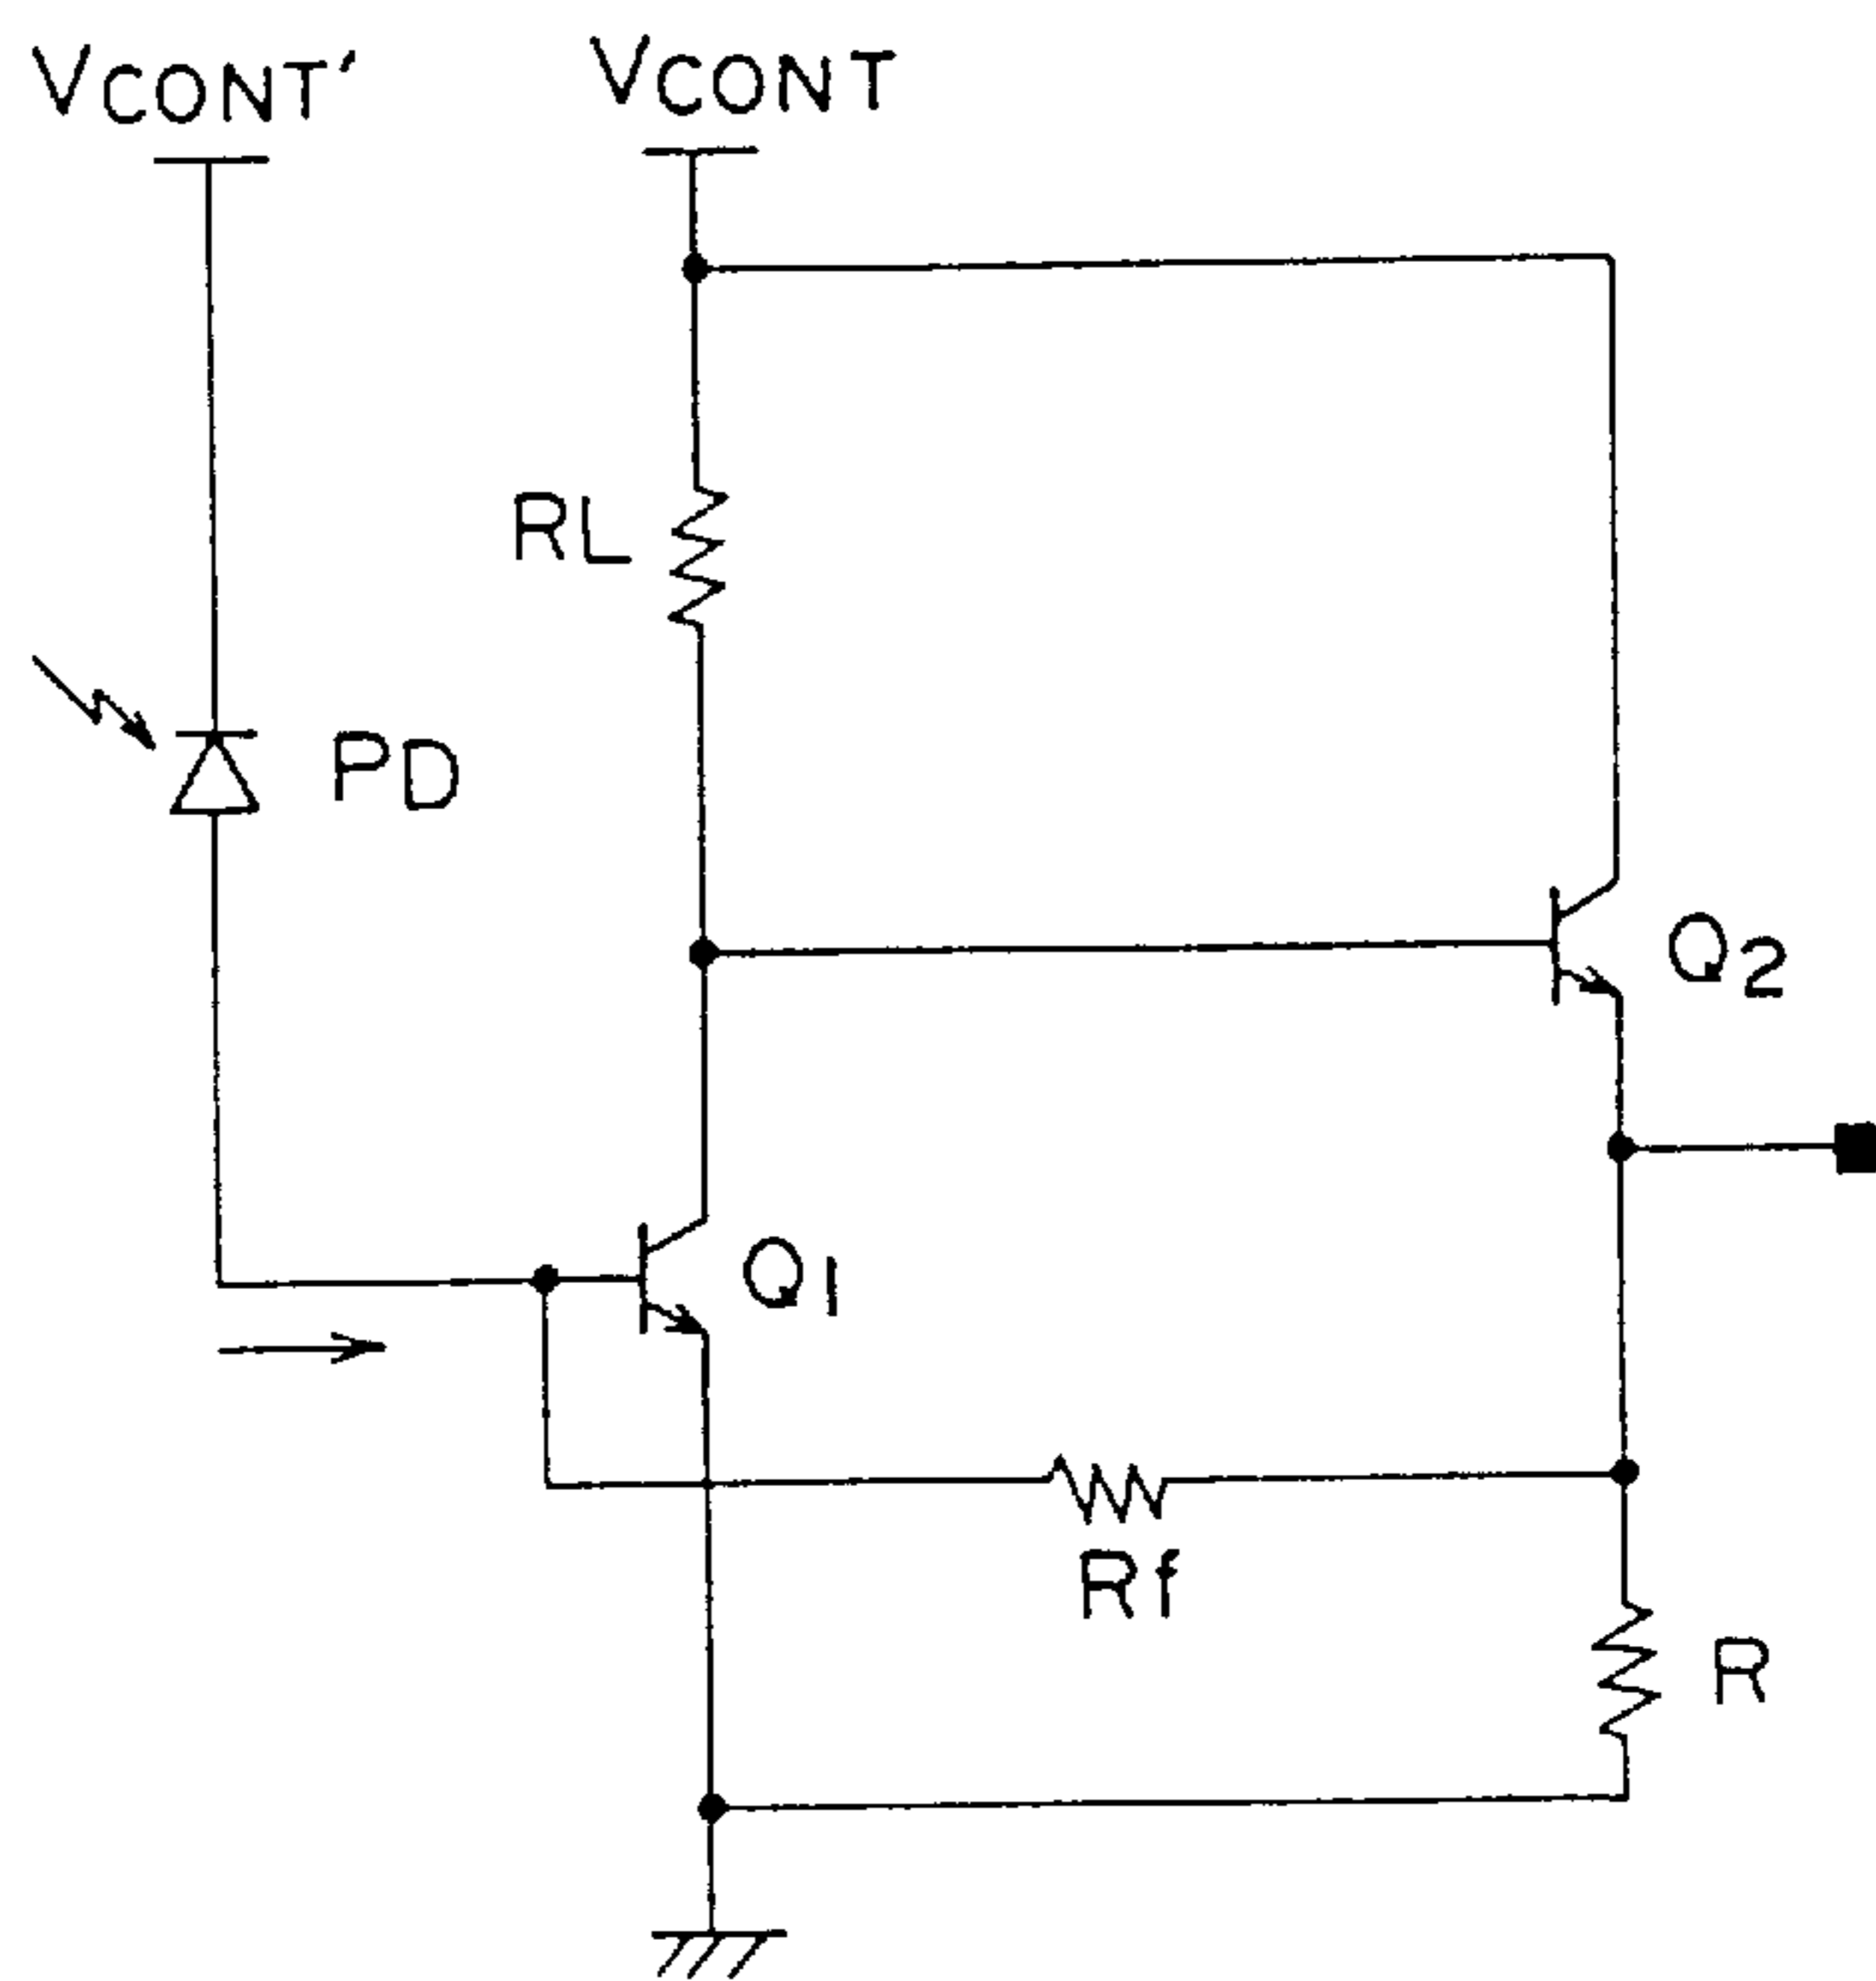 VCONT'
VCONT
RL
PD
Q2
Q1
Rf
R